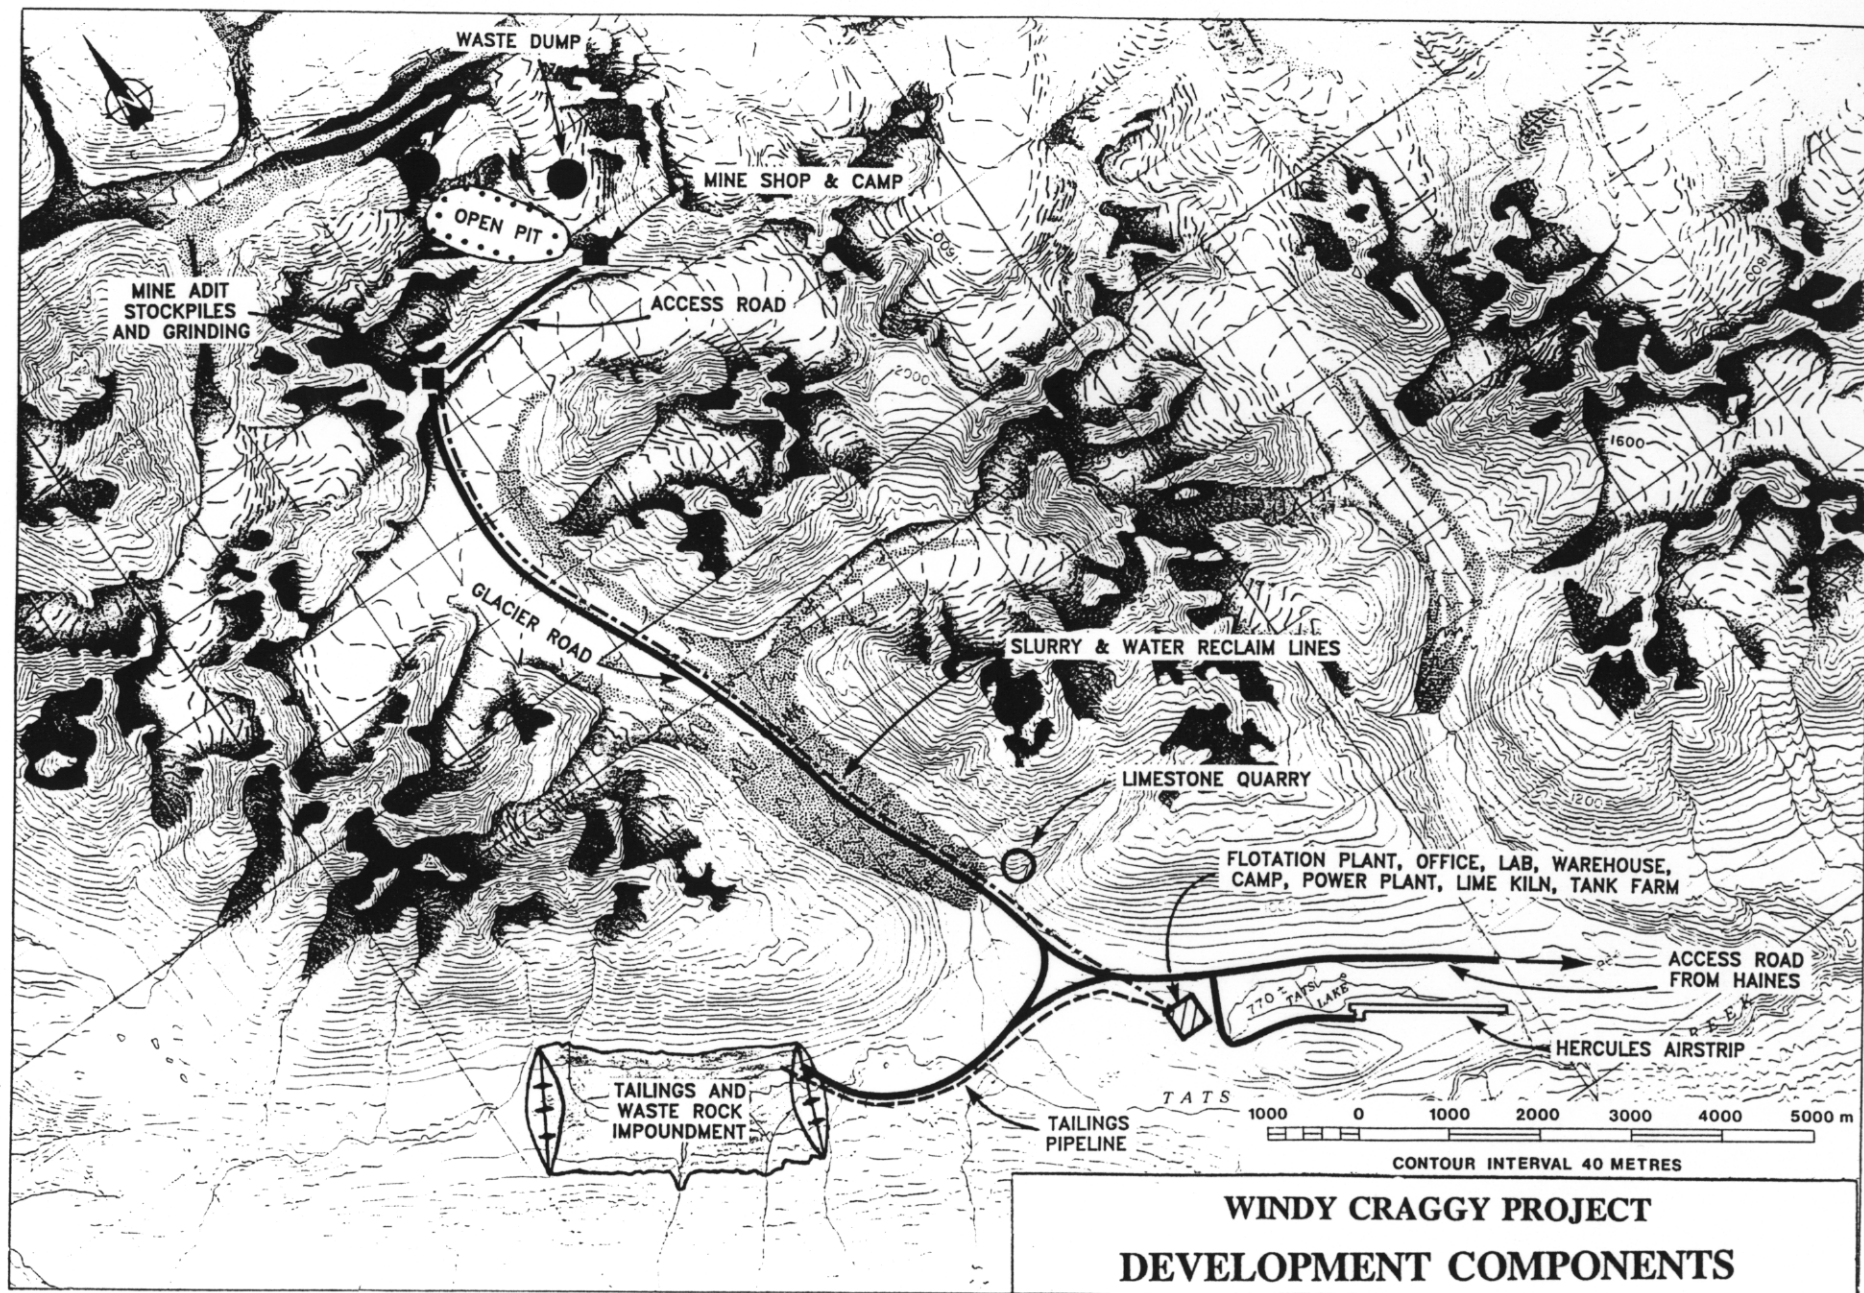 WASTE DUMP
N
MINE SHOP & CAMP
OPEN PIT
MINE ADIT
STOCKPILES
AND GRINDING
ACCESS ROAD
2000
1600
GLACIER ROAD
SLURRY & WATER RECLAIM LINES
LIMESTONE QUARRY
1200
FLOTATION PLANT, OFFICE, LAB, WAREHOUSE,
CAMP, POWER PLANT, LIME KILN, TANK FARM
ACCESS ROAD
FROM HAINES
770±
TATS
LAKE
REEK
HERCULES AIRSTRIP
TAILINGS AND
WASTE ROCK
IMPOUNDMENT
TATS
TAILINGS
PIPELINE
1000 0 1000 2000 3000 4000 5000 m
CONTOUR INTERVAL 40 METRES
WINDY CRAGGY PROJECT
DEVELOPMENT COMPONENTS